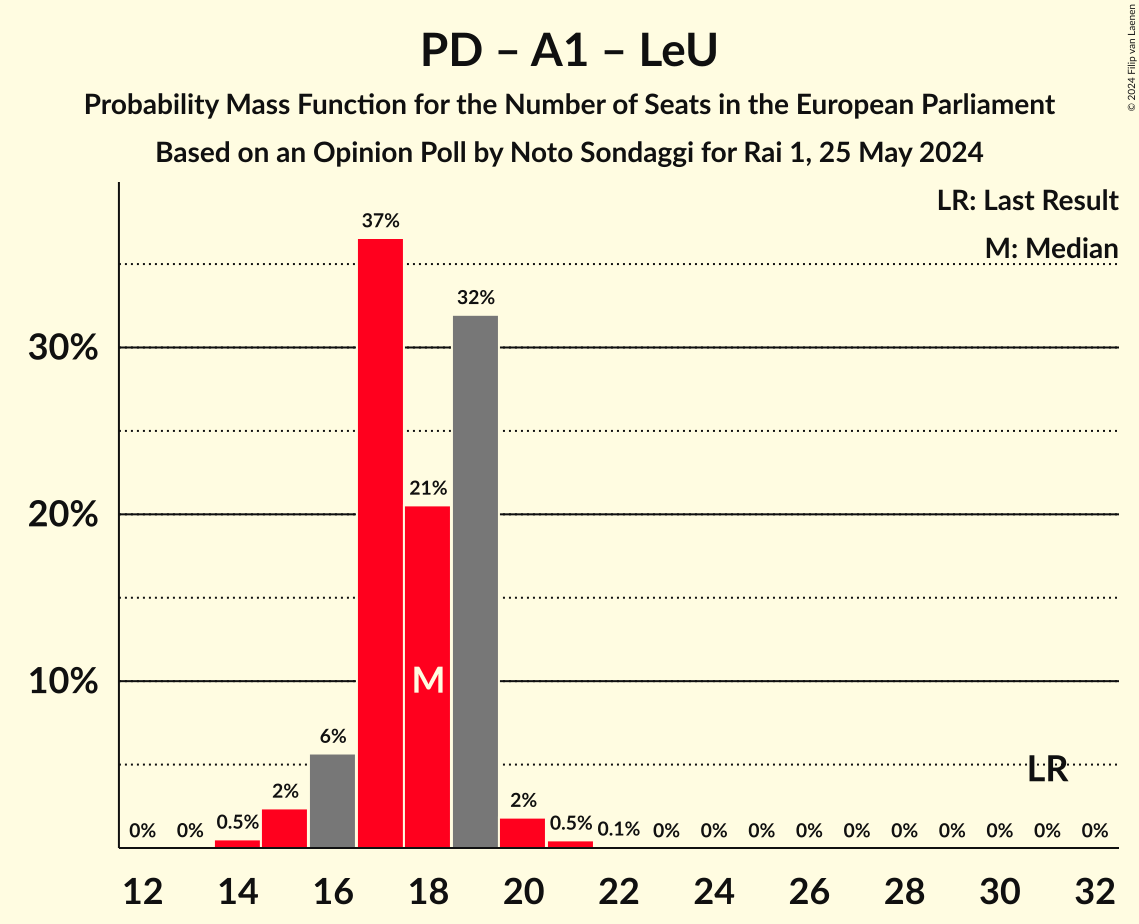 PD – A1 – LeU
Probability Mass Function for the Number of Seats in the European Parliament
Based on an Opinion Poll by Noto Sondaggi for Rai 1, 25 May 2024
© 2024 Filip van Laenen
LR: Last Result
M: Median
37%
32%
30%
21%
20%
M
10%
6%
LR
2%
2%
0% 0% 0.5% 0.5% 0.1% 0% 0% 0% 0% 0% 0% 0% 0% 0% 0%
12 14 16 18 20 22 24 26 28 30 32